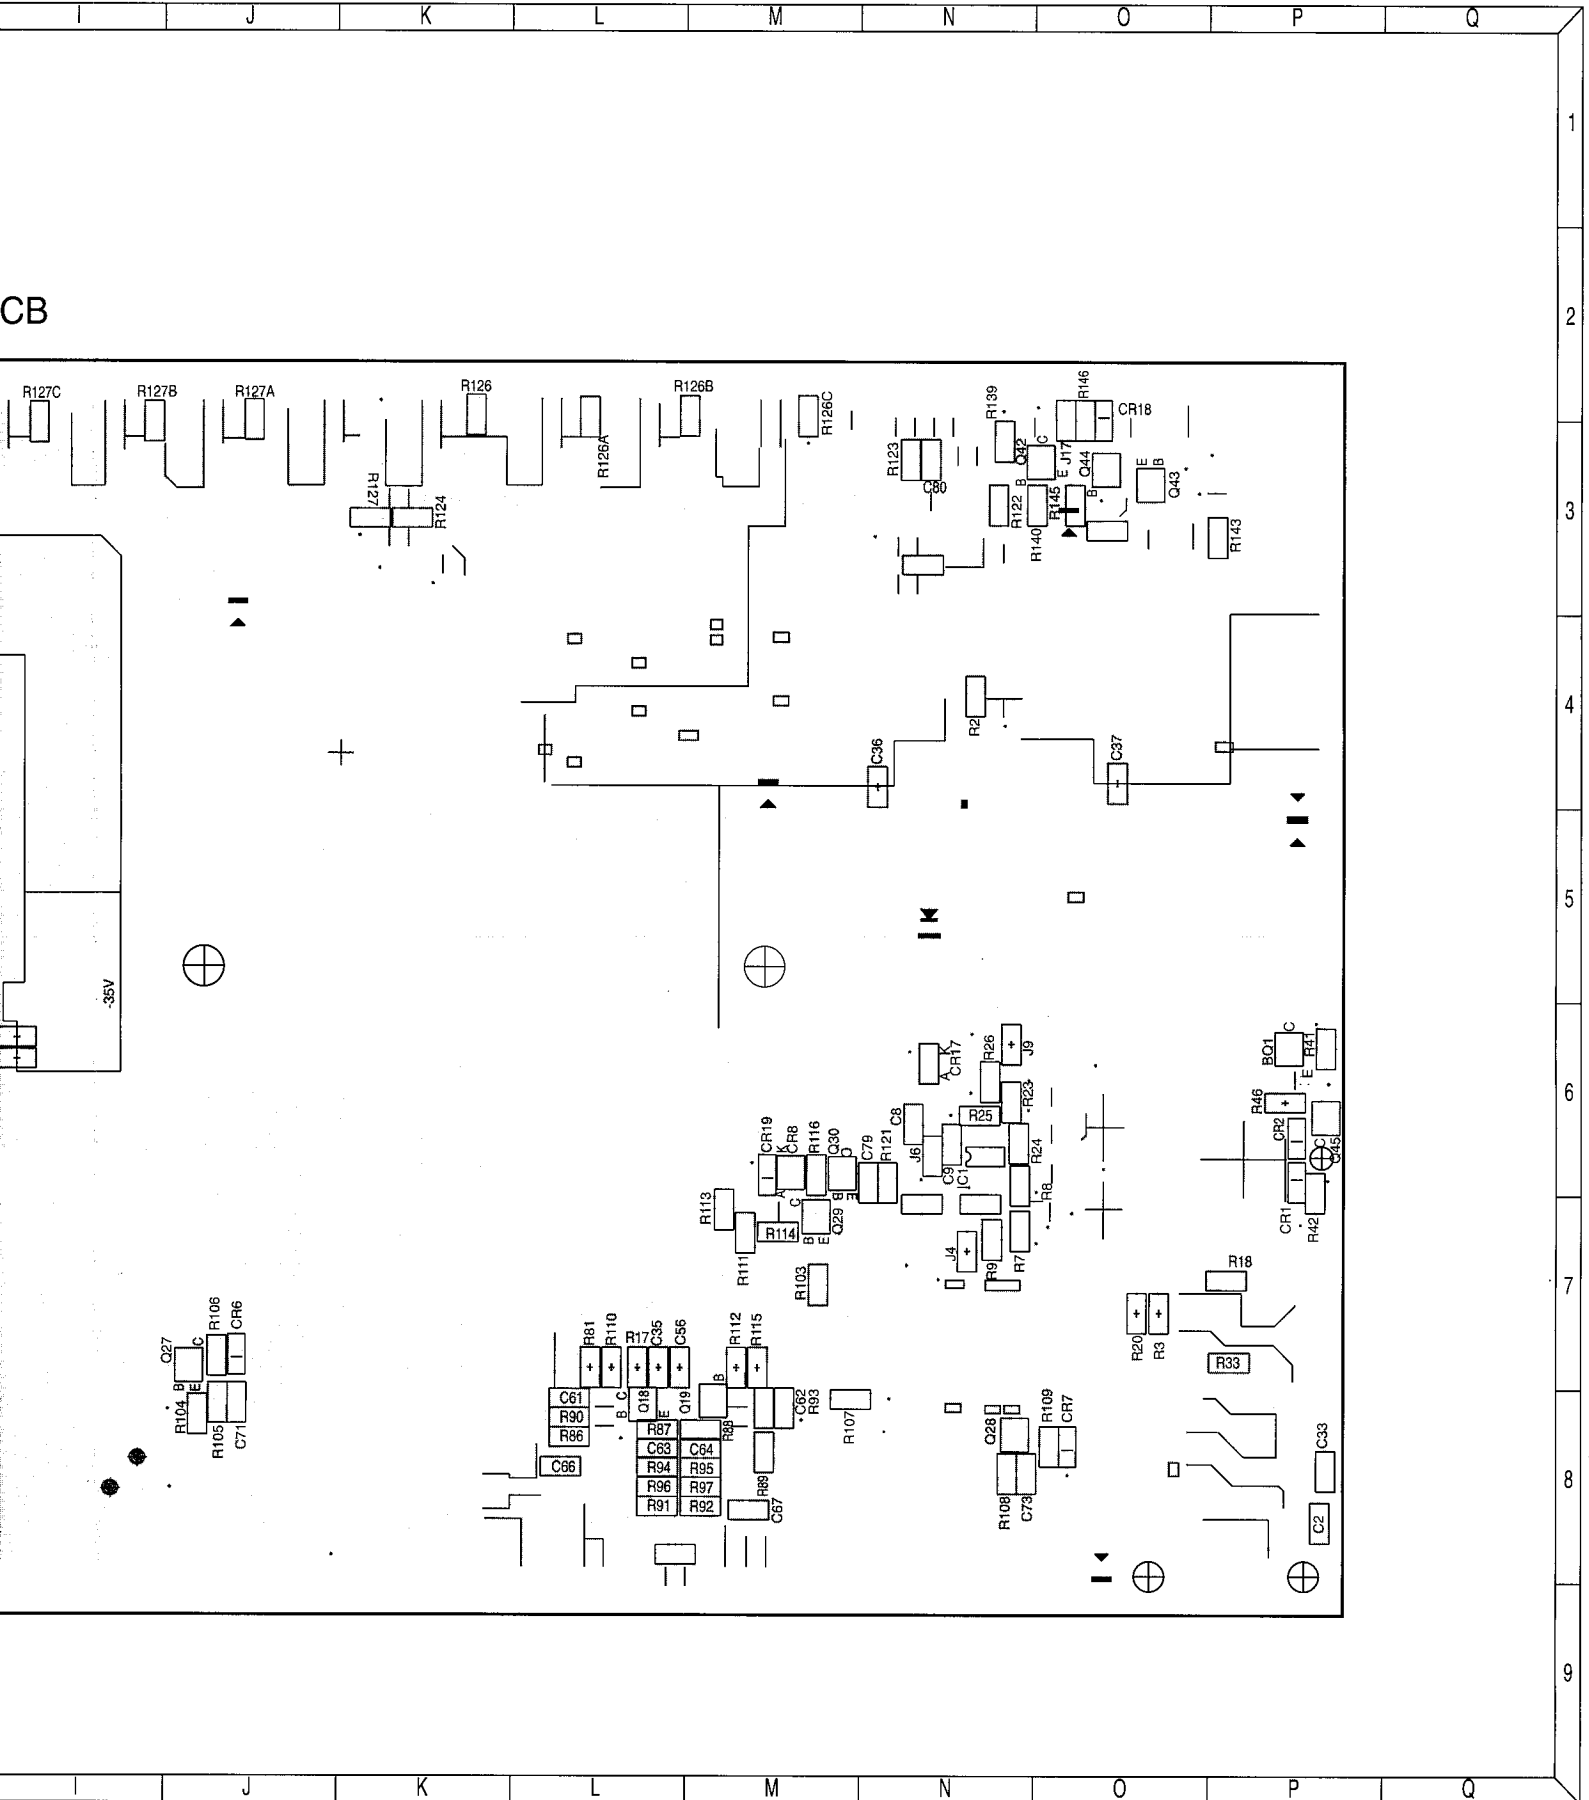 I J K L M N O P Q
1
CB
2
R127C R127B R127A R126 R126A R126B R126C R139 R146 CR18
R123 C80 Q42 C J17 E Q44 E B Q43
R127 R124 R122 B R145 B R140 R143
3
R2
4
C36 C37
5
-35V
J9 R26 K CR17 A BQ1 C R41 E
R23 R46 CR2
C8 R25
6
CR19 K CR8 R116 Q30 C C79 R121 J6 C9 IC1 R24 C Q45
A C B E R8
R113 R114 B E Q29 CR1 R42
R111 J4 R9 R7
R103 R18
7
R106 CR6 R81 R110 R17 C35 C56 R112 R115
Q27 C R20 R3 R33
B E C61 C B Q18 E Q19 B C62 R93
R104 R90 R87 R88 R107 Q28 R109 CR7
R105 C71 R86 C63 C64 C33
C66 R94 R95 R89
8
R96 R97
R91 R92 C67 R108 C73 C2
9
I J K L M N O P Q